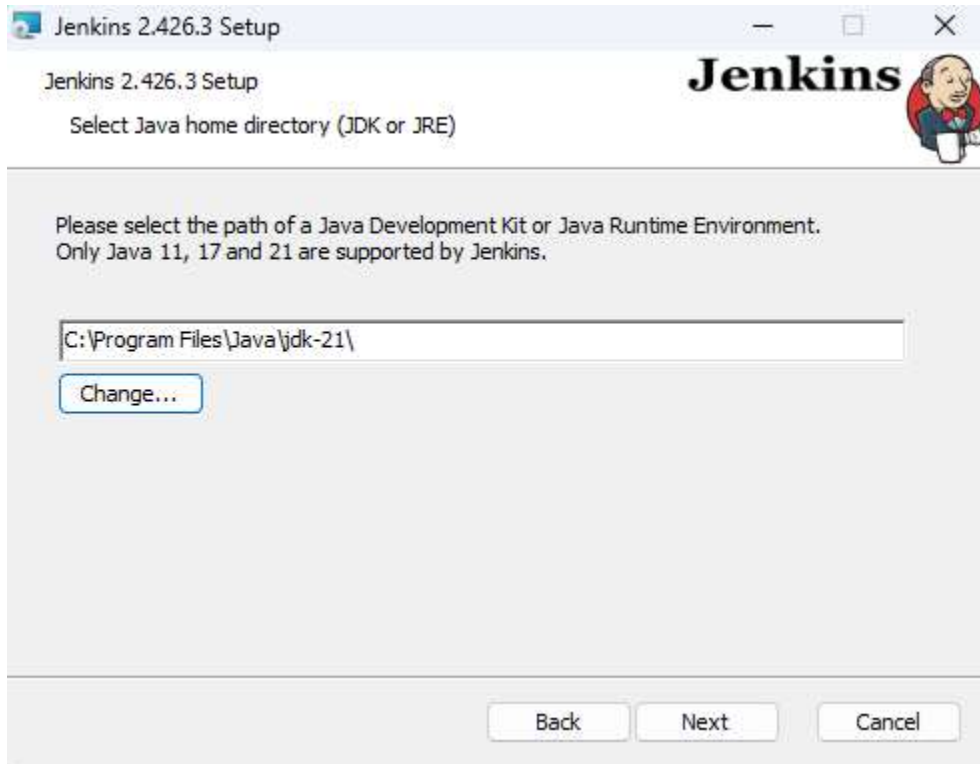 Jenkins 2.426.3 Setup
Jenkins 2.426.3 Setup
Jenkins
Select Java home directory (JDK or JRE)
Please select the path of a Java Development Kit or Java Runtime Environment.
Only Java 11, 17 and 21 are supported by Jenkins.
C:\Program Files\Java\jdk-21\
Change...
Back
Next
Cancel